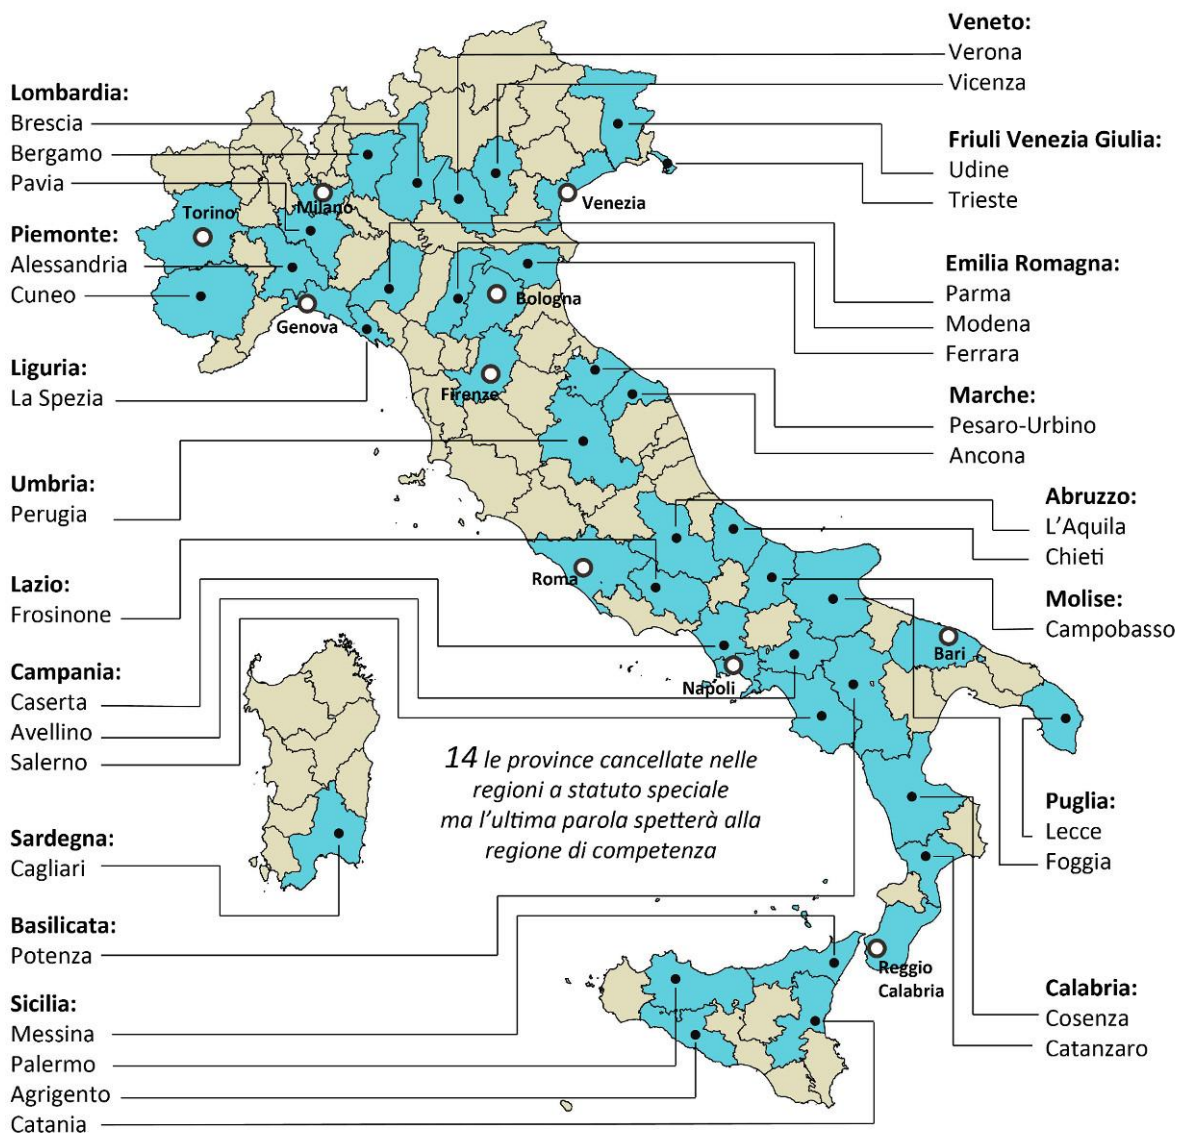 Lombardia:
Brescia
Bergamo
Pavia
Piemonte:
Alessandria
Cuneo
Liguria:
La Spezia
Umbria:
Perugia
Lazio:
Frosinone
Campania:
Caserta
Avellino
Salerno
Sardegna:
Cagliari
Basilicata:
Potenza
Sicilia:
Messina
Palermo
Agrigento
Catania
Torino
Milano
Venezia
Genova
Bologna
Firenze
Roma
Napoli
Bari
Reggio
Calabria
14 le province cancellate nelle
regioni a statuto speciale
ma l'ultima parola spetterà alla
regione di competenza
Veneto:
Verona
Vicenza
Friuli Venezia Giulia:
Udine
Trieste
Emilia Romagna:
Parma
Modena
Ferrara
Marche:
Pesaro-Urbino
Ancona
Abruzzo:
L'Aquila
Chieti
Molise:
Campobasso
Puglia:
Lecce
Foggia
Calabria:
Cosenza
Catanzaro